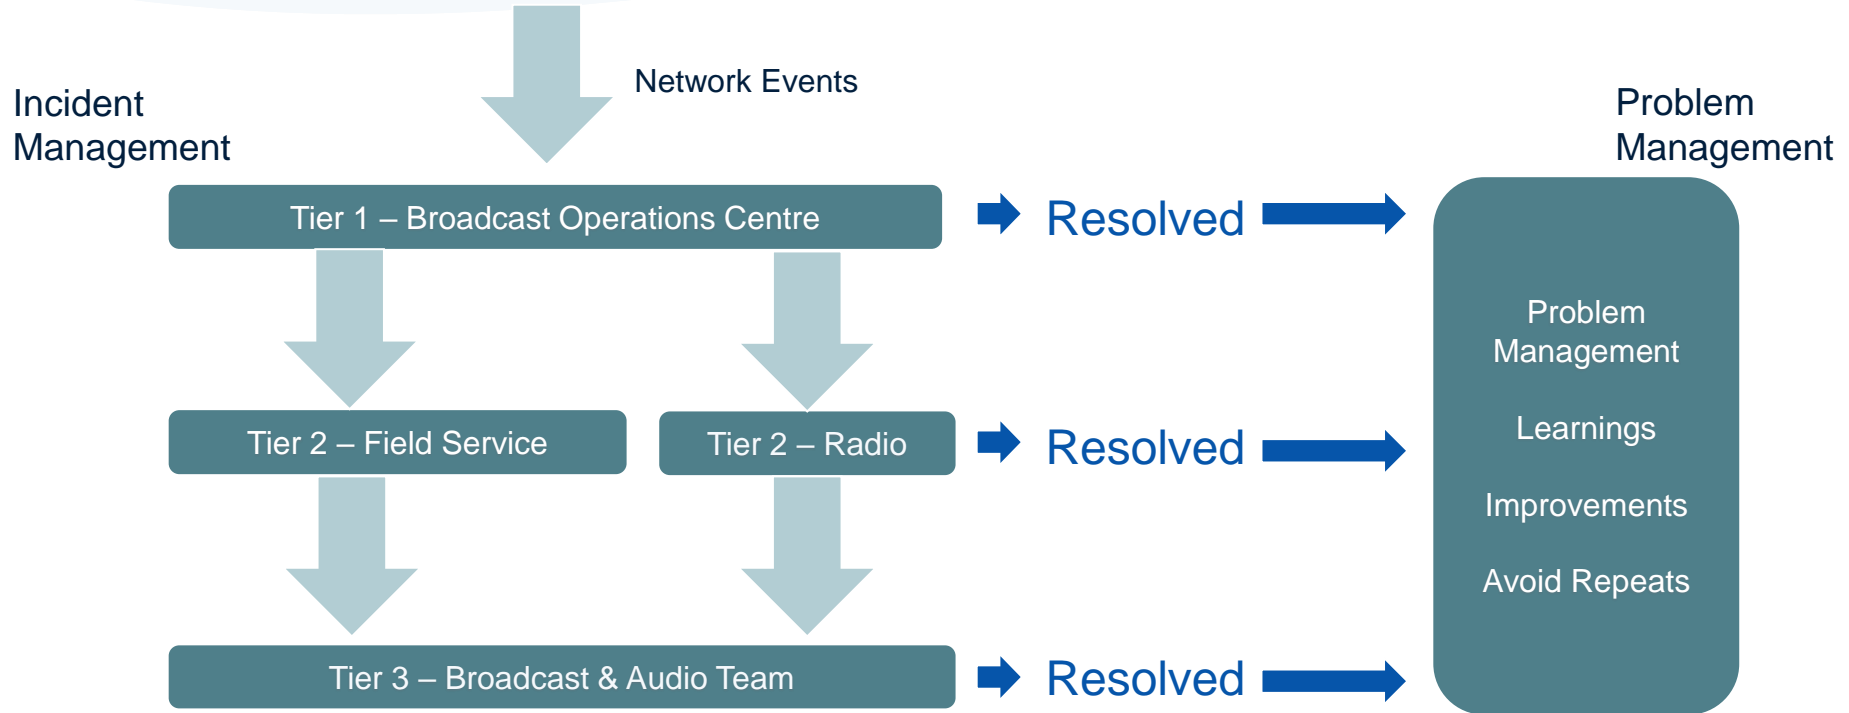 Network Events
Incident
Management
Problem
Management
Tier 1 – Broadcast Operations Centre
Resolved
Problem
Management
Learnings
Improvements
Avoid Repeats
Tier 2 – Field Service
Tier 2 – Radio
Resolved
Tier 3 – Broadcast & Audio Team
Resolved